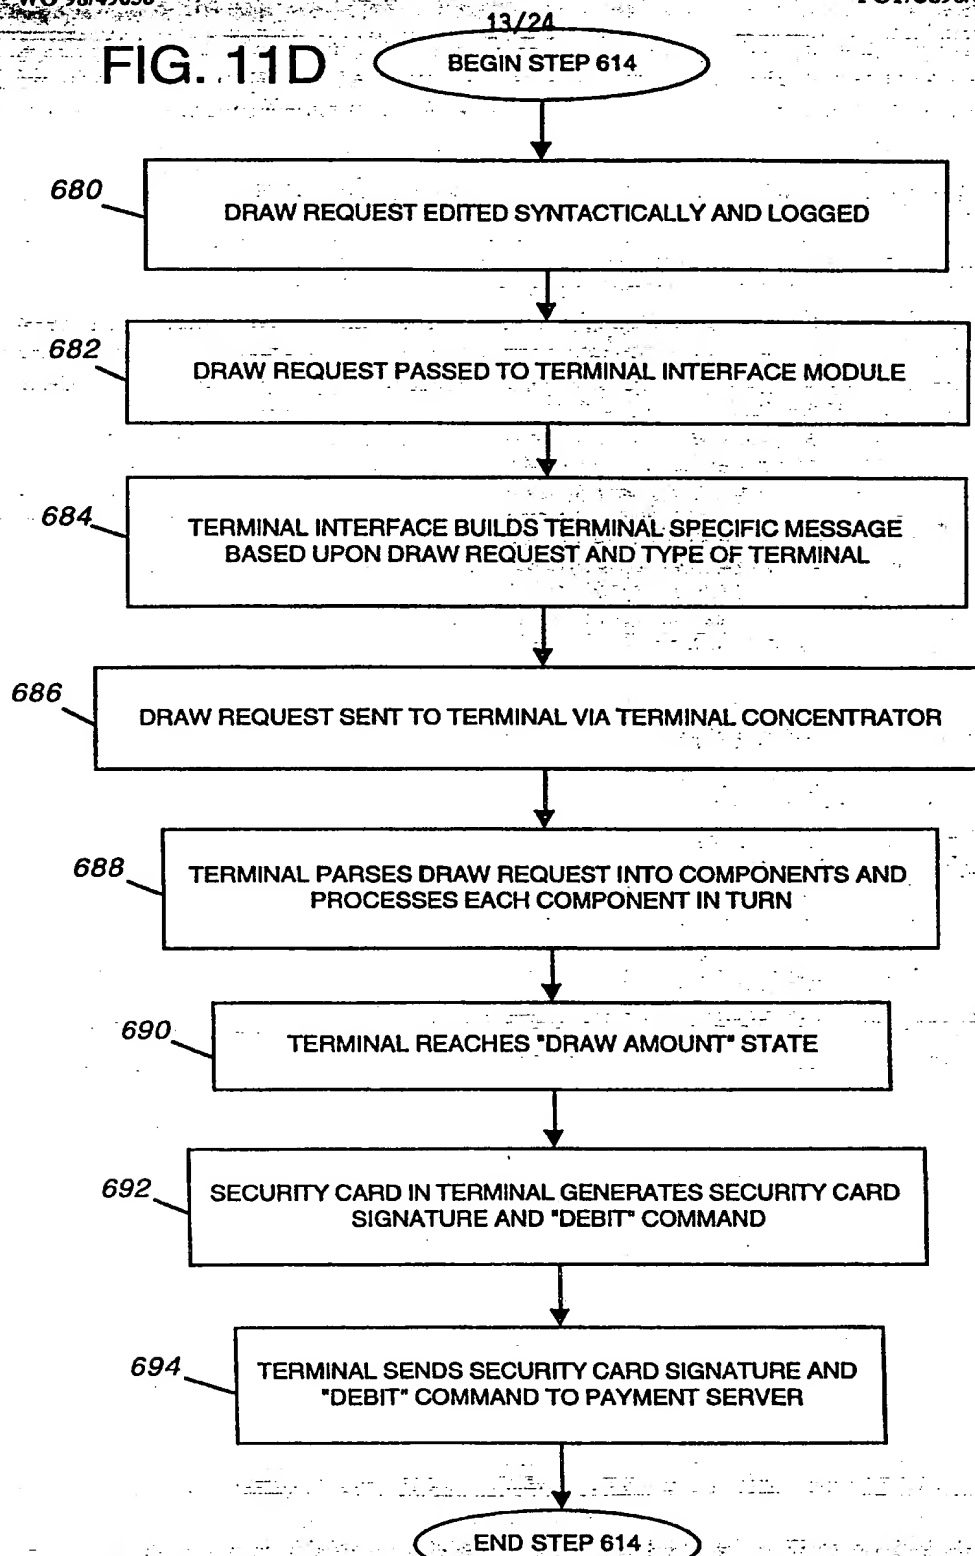 13/24
FIG. 11D
BEGIN STEP 614
680
DRAW REQUEST EDITED SYNTACTICALLY AND LOGGED
682
DRAW REQUEST PASSED TO TERMINAL INTERFACE MODULE
684
TERMINAL INTERFACE BUILDS TERMINAL SPECIFIC MESSAGE
BASED UPON DRAW REQUEST AND TYPE OF TERMINAL
686
DRAW REQUEST SENT TO TERMINAL VIA TERMINAL CONCENTRATOR
688
TERMINAL PARSES DRAW REQUEST INTO COMPONENTS AND
PROCESSES EACH COMPONENT IN TURN
690
TERMINAL REACHES "DRAW AMOUNT" STATE
692
SECURITY CARD IN TERMINAL GENERATES SECURITY CARD
SIGNATURE AND "DEBIT" COMMAND
694
TERMINAL SENDS SECURITY CARD SIGNATURE AND
"DEBIT" COMMAND TO PAYMENT SERVER
END STEP 614